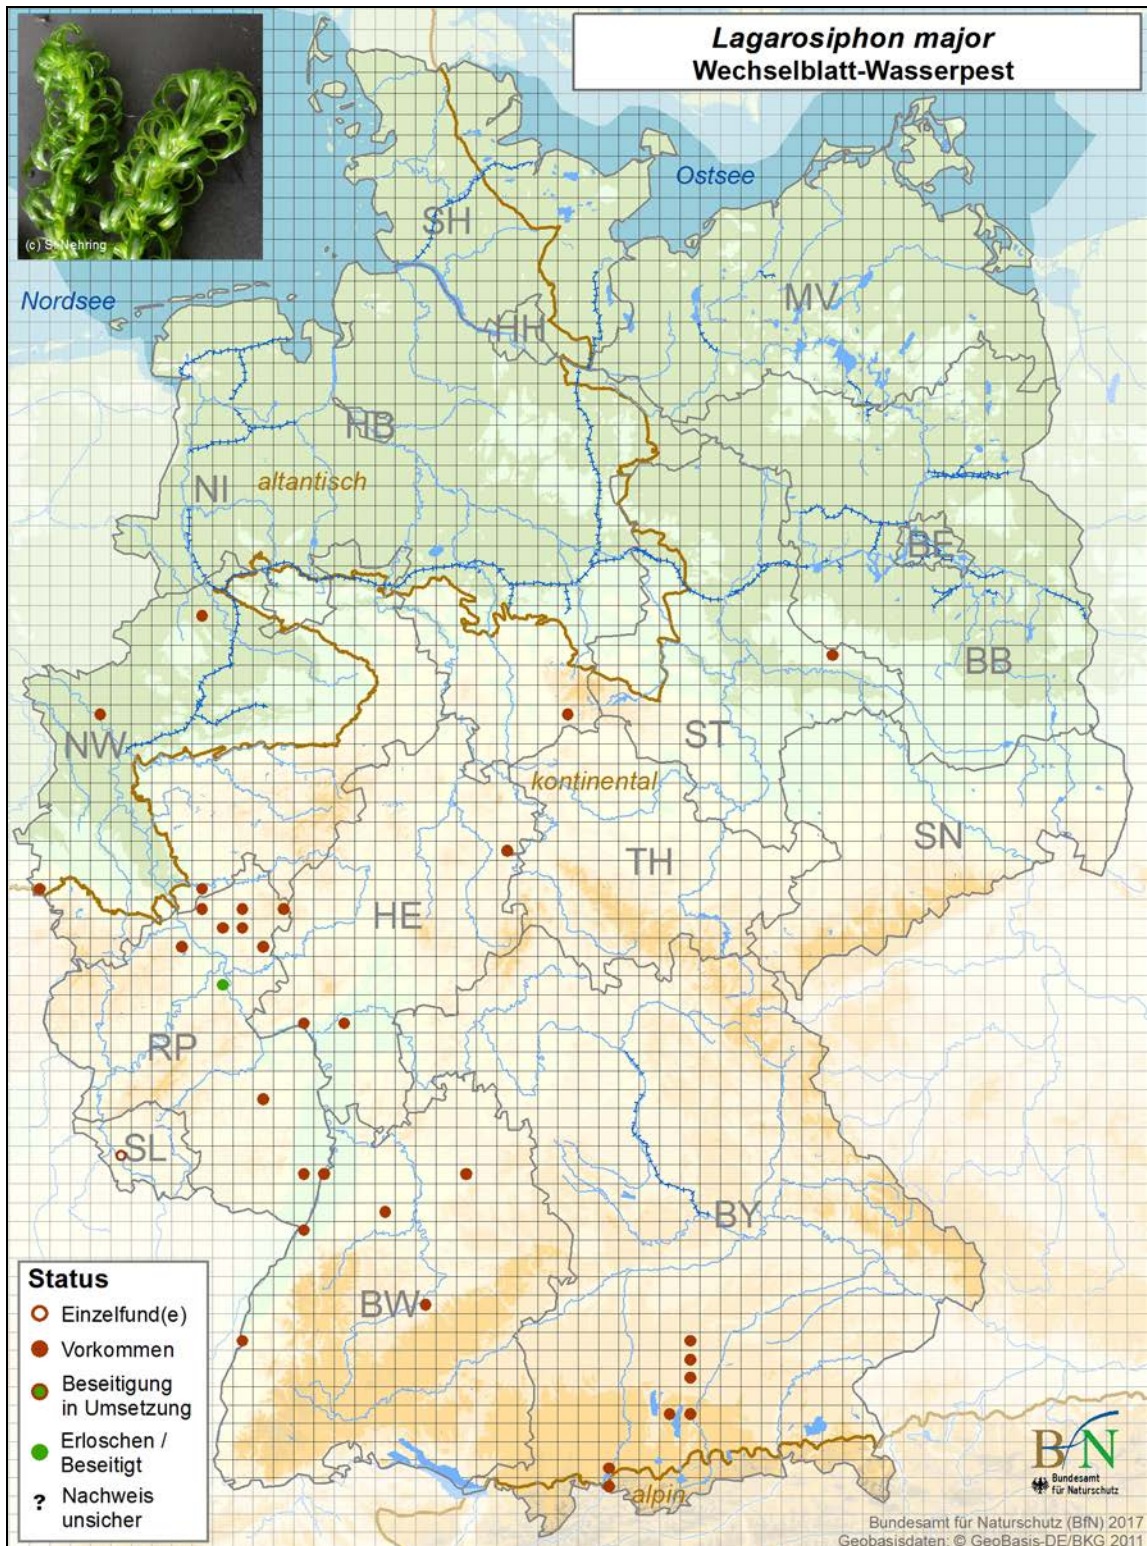 Lagarosiphon major
Wechselblatt-Wasserpest
(c) S. Nehring
Ostsee
Nordsee
SH
MV
HH
HB
NI
altantisch
BE
BB
NW
ST
kontinental
SN
TH
HE
RP
SL
BY
BW
alpin
Status
Einzelfund(e)
Vorkommen
Beseitigung
in Umsetzung
Erloschen /
Beseitigt
? Nachweis
unsicher
BfN
Bundesamt
für Naturschutz
Bundesamt für Naturschutz (BfN) 2017
Geobasisdaten: © GeoBasis-DE/BKG 2011